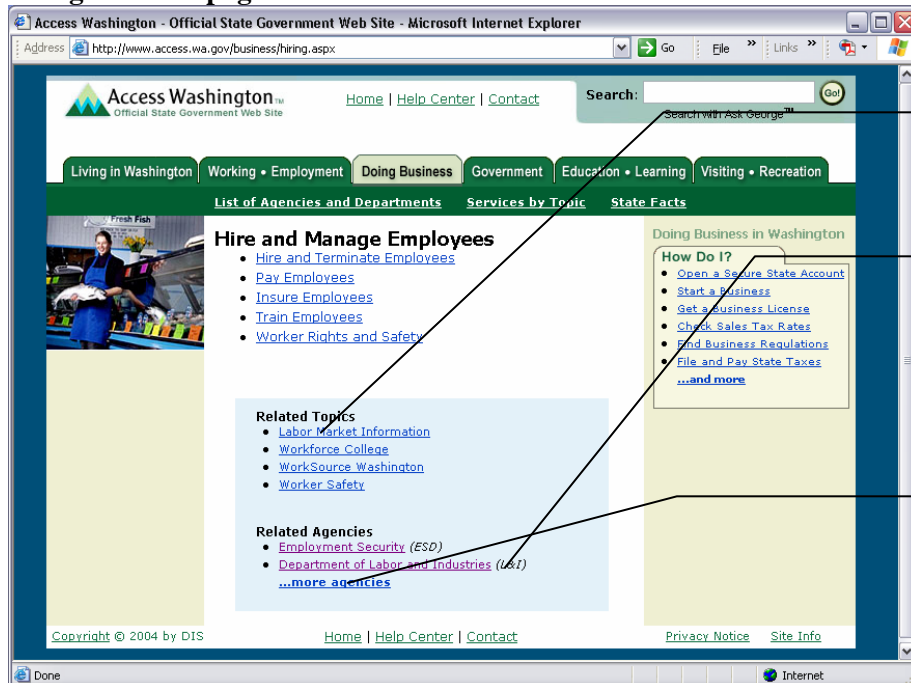 Access Washington - Official State Government Web Site - Microsoft Internet Explorer
Address http://www.access.wa.gov/business/hiring.aspx Go File » Links »
Access Washington TM
Official State Government Web Site
Home | Help Center | Contact
Search: Go!
Search with Ask George TM
Living in Washington Working • Employment Doing Business Government Education • Learning Visiting • Recreation
List of Agencies and Departments Services by Topic State Facts
Fresh Fish
Hire and Manage Employees
• Hire and Terminate Employees
• Pay Employees
• Insure Employees
• Train Employees
• Worker Rights and Safety
Related Topics
• Labor Market Information
• Workforce College
• WorkSource Washington
• Worker Safety
Related Agencies
• Employment Security (ESD)
• Department of Labor and Industries (L&I)
...more agencies
Doing Business in Washington
How Do I?
• Open a Secure State Account
• Start a Business
• Get a Business License
• Check Sales Tax Rates
• Find Business Regulations
• File and Pay State Taxes
...and more
Copyright © 2004 by DIS Home | Help Center | Contact Privacy Notice Site Info
Done Internet